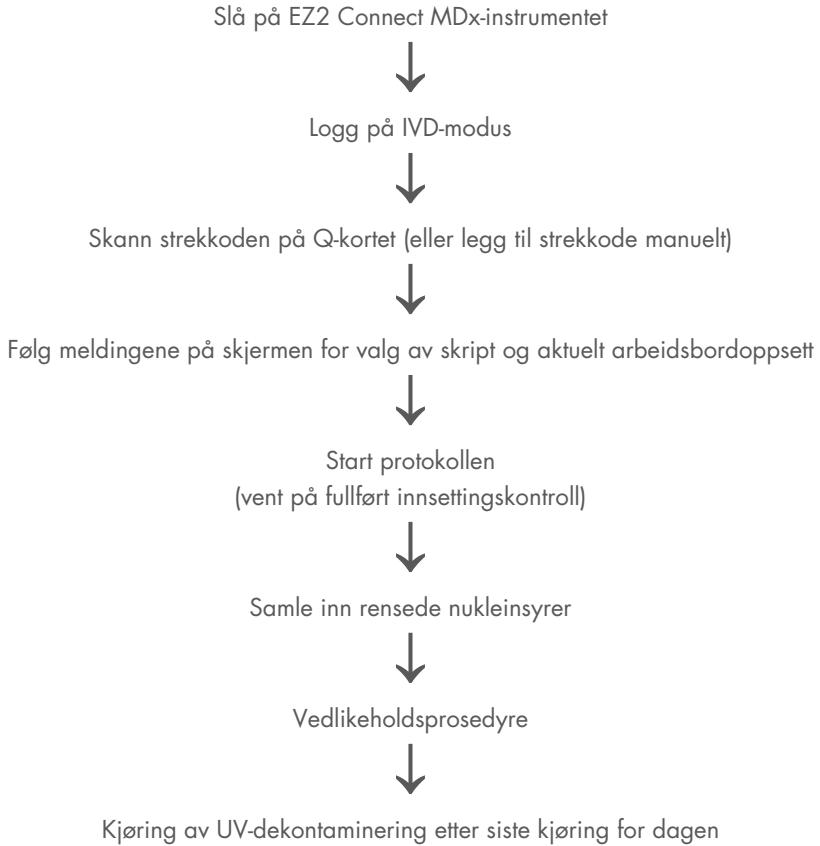 Slå på EZ2 Connect MDx-instrumentet
Logg på IVD-modus
Skann strekkoden på Q-kortet (eller legg til strekkode manuelt)
Følg meldingene på skjermen for valg av skript og aktuelt arbeidsbordoppsett
Start protokollen
(vent på fullført innsettingskontroll)
Samle inn rensede nukleinsyrer
Vedlikeholdsprosedyre
Kjøring av UV-dekontaminering etter siste kjøring for dagen